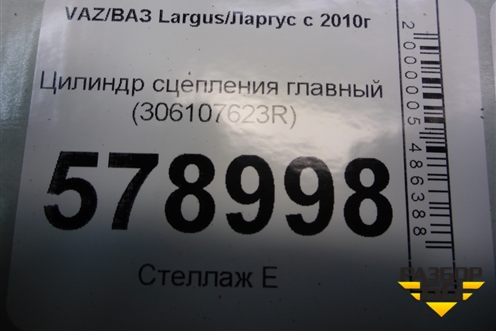 VAZ/ВАЗ Largus/Ларгус с 2010г
Цилиндр сцепления главный
(306107623R)
578998
Стеллаж Е
2000005486388
РАЗБОР